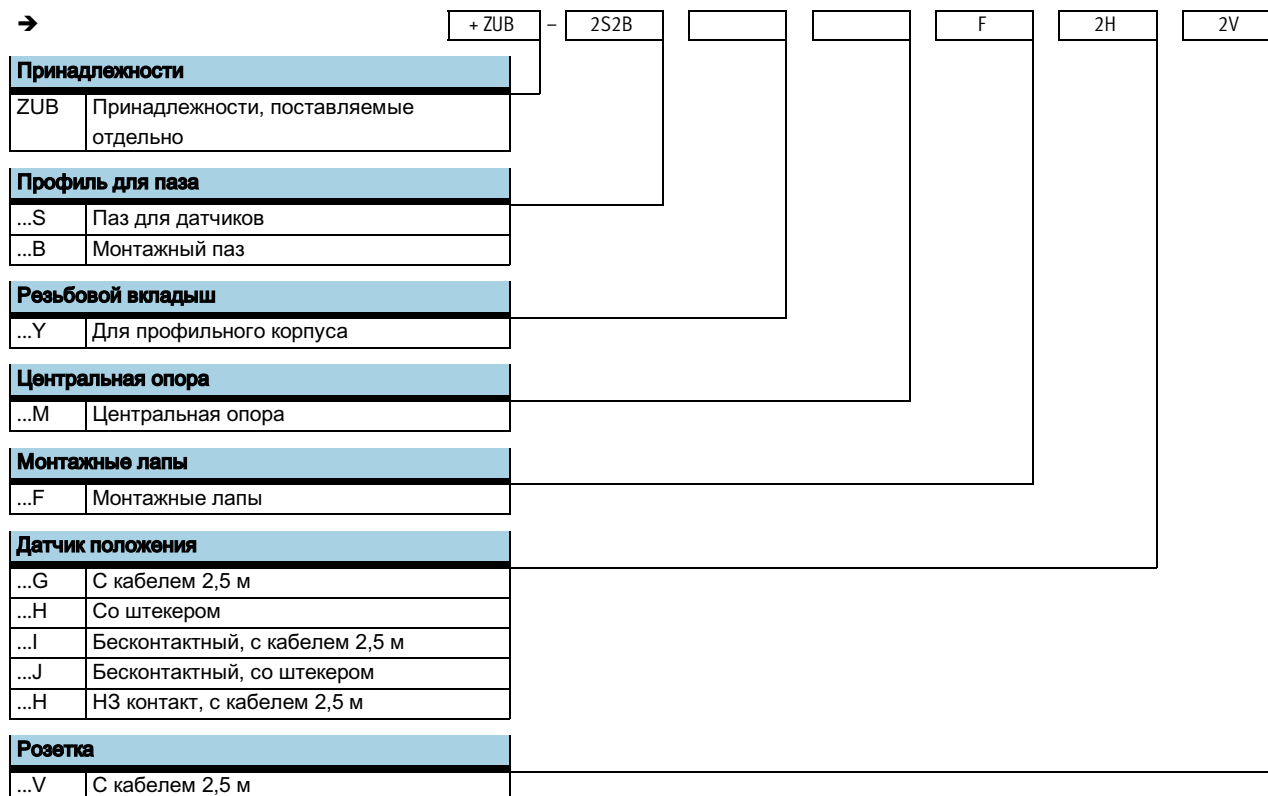 ➔ + ZUB – 2S2B F 2H 2V
Принадлежности
ZUB Принадлежности, поставляемые
отдельно
Профиль для паза
...S Паз для датчиков
...B Монтажный паз
Резьбовой вкладыш
...Y Для профильного корпуса
Центральная опора
...M Центральная опора
Монтажные лапы
...F Монтажные лапы
Датчик положения
...G С кабелем 2,5 м
...H Со штекером
...I Бесконтактный, с кабелем 2,5 м
...J Бесконтактный, со штекером
...H НЗ контакт, с кабелем 2,5 м
Розетка
...V С кабелем 2,5 м